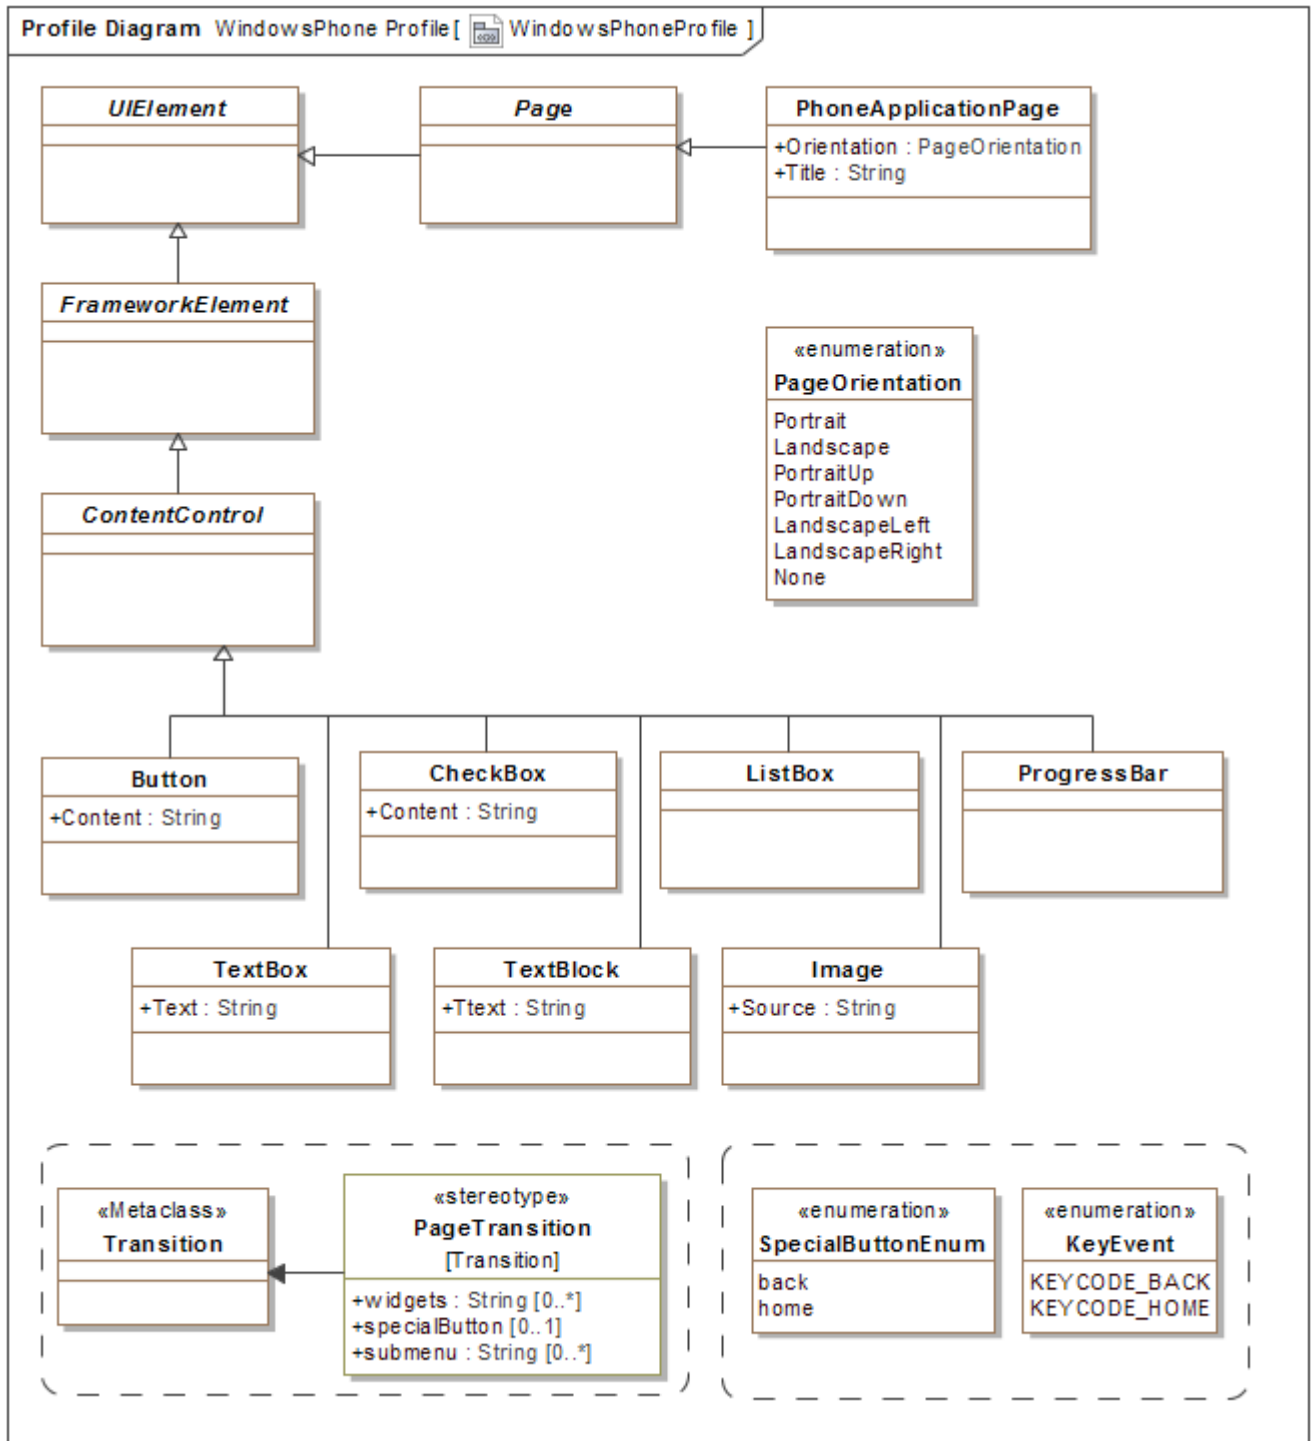 Profile Diagram WindowsPhone Profile[ WindowsPhoneProfile ]
UIElement
Page
PhoneApplicationPage
+Orientation : PageOrientation
+Title : String
FrameworkElement
«enumeration»
PageOrientation
Portrait
Landscape
PortraitUp
PortraitDown
LandscapeLeft
LandscapeRight
None
ContentControl
Button
+Content : String
CheckBox
+Content : String
ListBox
ProgressBar
TextBox
+Text : String
TextBlock
+Ttext : String
Image
+Source : String
«Metaclass»
Transition
«stereotype»
PageTransition
[Transition]
+widgets : String [0..*]
+specialButton [0..1]
+submenu : String [0..*]
«enumeration»
SpecialButtonEnum
back
home
«enumeration»
KeyEvent
KEYCODE_BACK
KEYCODE_HOME